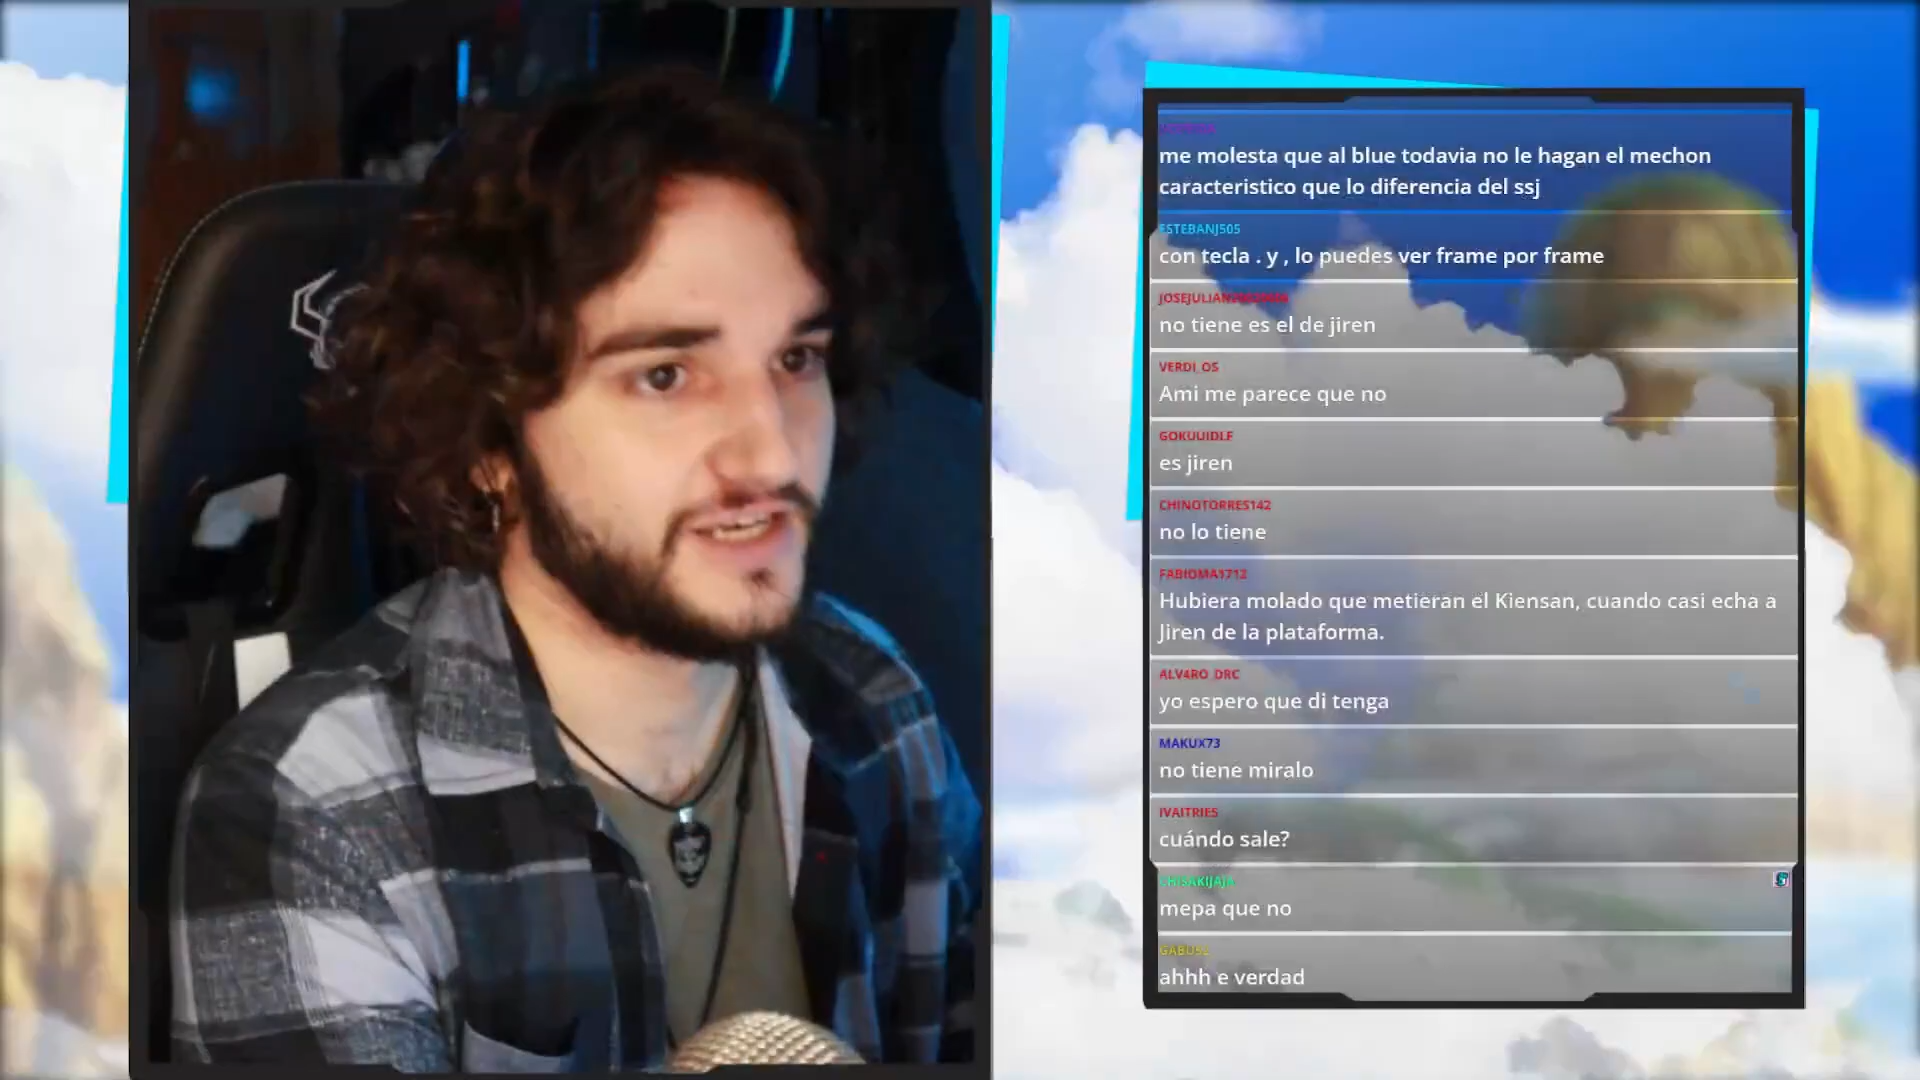 me molesta que al blue todavia no le hagan el mechon
caracteristico que lo diferencia del ssj
ESTEBANJ505
con tecla . y , lo puedes ver frame por frame
no tiene es el de jiren
VERDI_OS
Ami me parece que no
GOKUUIDLF
es jiren
CHINOTORRES142
no lo tiene
FABIOMA1712
Hubiera molado que metieran el Kiensan, cuando casi echa a
Jiren de la plataforma.
ALV4RO_DRC
yo espero que di tenga
MAKUX73
no tiene miralo
IVAITRIES
cuándo sale?
CHISAKIJAJA
mepa que no
ahhh e verdad